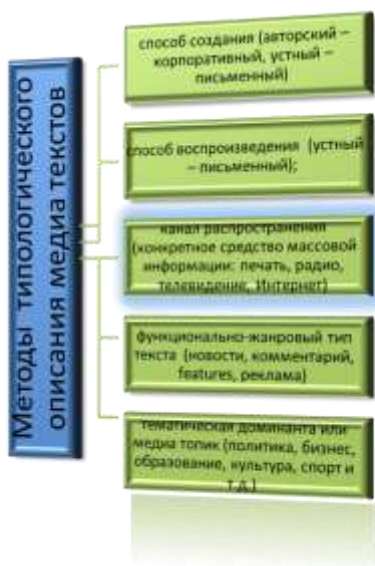 Методы типологического
описания медиа текстов
способ создания (авторский –
корпоративный, устный –
письменный)
способ воспроизведения (устный
– письменный);
канал распространения
(конкретное средство массовой
информации: печать, радио,
телевидение, Интернет)
функционально-жанровый тип
текста (новости, комментарий,
features, реклама)
тематическая доминанта или
медиа топик (политика, бизнес,
образование, культура, спорт и
т.д.)